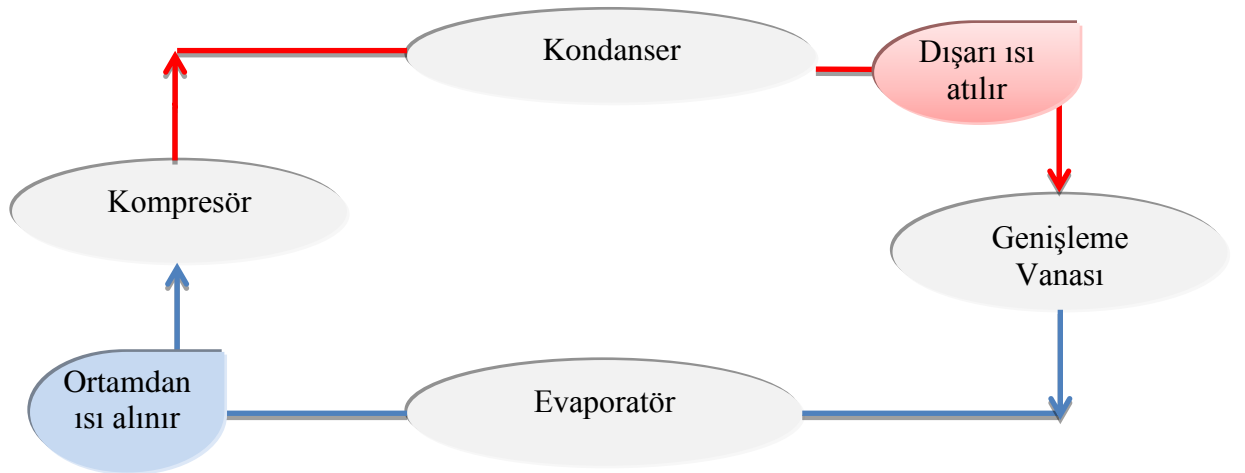 Kondanser
Dışarı ısı
atılır
Kompresör
Genişleme
Vanası
Ortamdan
ısı alınır
Evaporatör